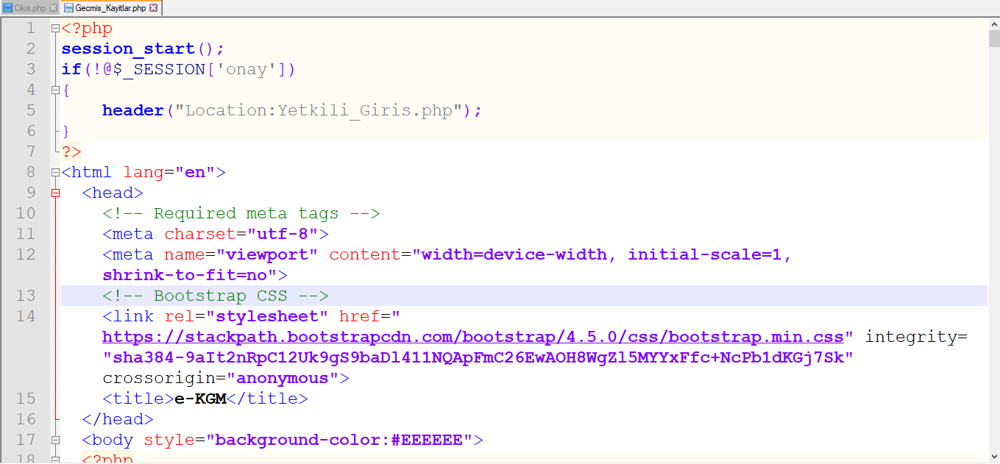 Cikis.php Gecmis_Kayitlar.php
1 <?php
2 session_start();
3 if(!@$_SESSION['onay'])
4 {
5 header("Location:Yetkili_Giris.php");
6 }
7 ?>
8 <html lang="en">
9 <head>
10 <!-- Required meta tags -->
11 <meta charset="utf-8">
12 <meta name="viewport" content="width=device-width, initial-scale=1,
shrink-to-fit=no">
13 <!-- Bootstrap CSS -->
14 <link rel="stylesheet" href="
https://stackpath.bootstrapcdn.com/bootstrap/4.5.0/css/bootstrap.min.css" integrity=
"sha384-9aIt2nRpC12Uk9gS9baDl411NQApFmC26EwAOH8WgZl5MYYxFfc+NcPb1dKGj7Sk"
crossorigin="anonymous">
15 <title>e-KGM</title>
16 </head>
17 <body style="background-color:#EEEEEE">
18 <?php